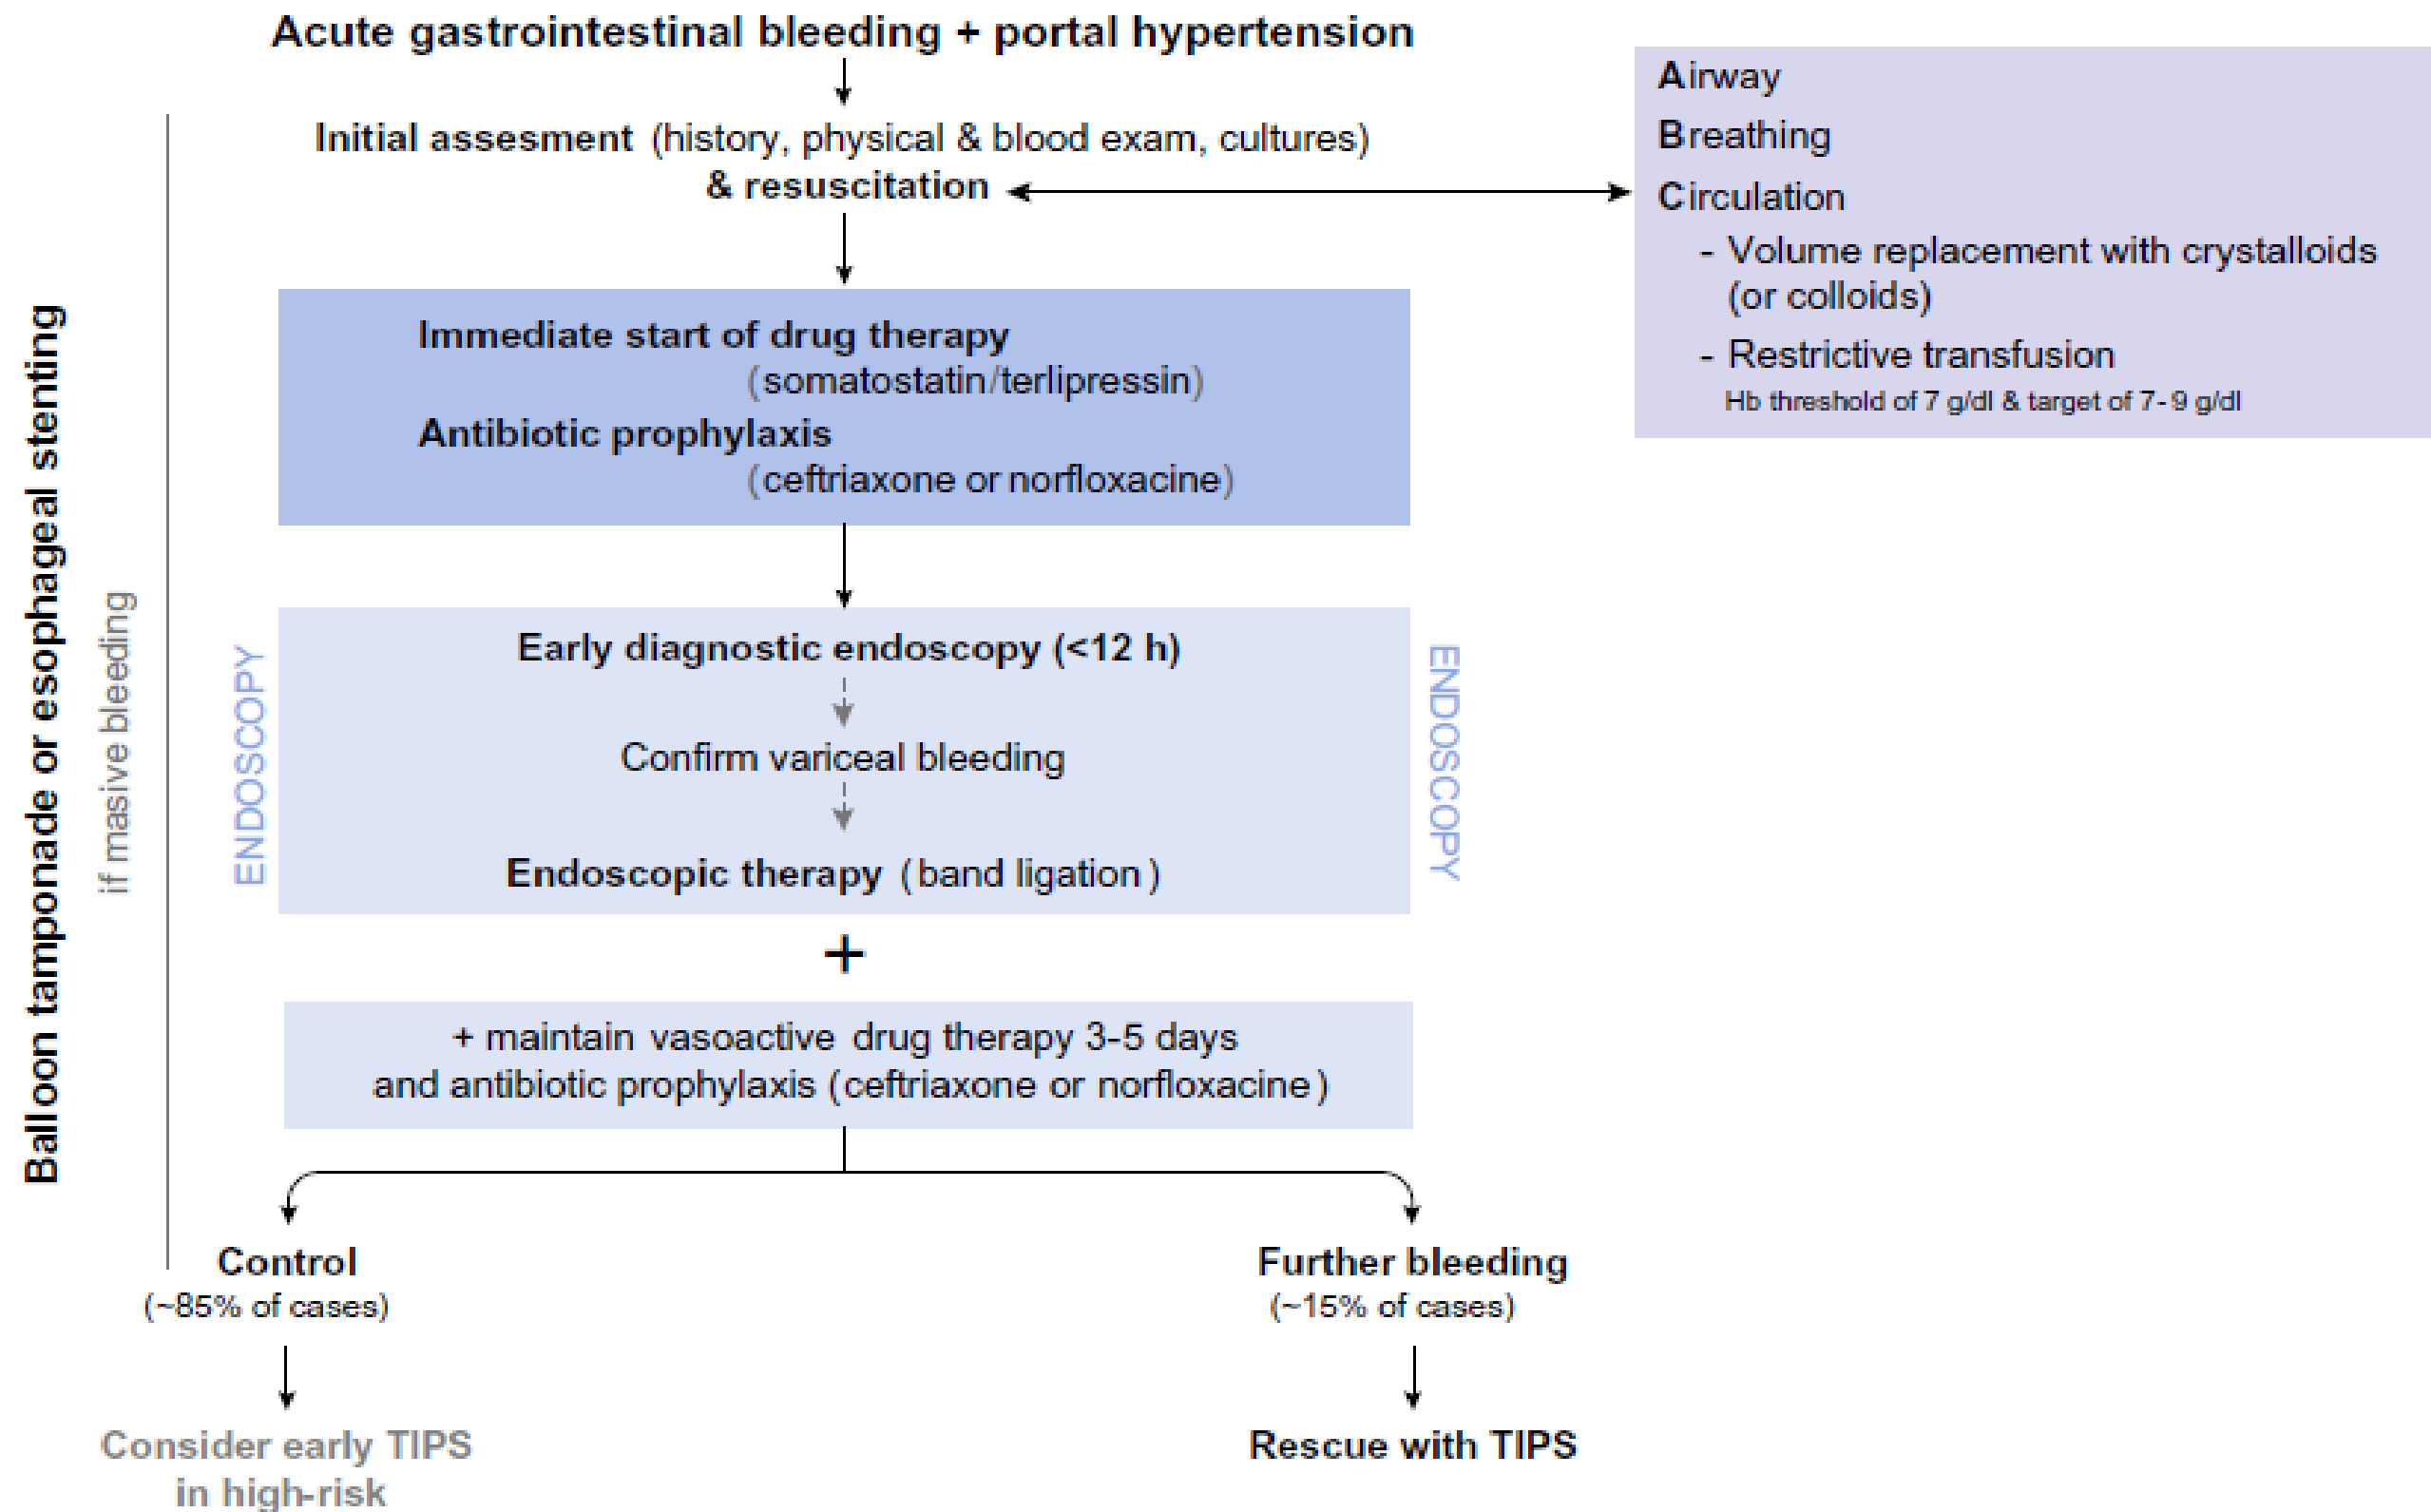 Acute gastrointestinal bleeding + portal hypertension
Initial assesment (history, physical & blood exam, cultures)
& resuscitation
Airway
Breathing
Circulation
- Volume replacement with crystalloids
(or colloids)
- Restrictive transfusion
Hb threshold of 7 g/dl & target of 7-9 g/dl
Immediate start of drug therapy
(somatostatin/terlipressin)
Antibiotic prophylaxis
(ceftriaxone or norfloxacine)
Balloon tamponade or esophageal stenting
if masive bleeding
ENDOSCOPY
Early diagnostic endoscopy (<12 h)
Confirm variceal bleeding
Endoscopic therapy (band ligation)
ENDOSCOPY
+
+ maintain vasoactive drug therapy 3-5 days
and antibiotic prophylaxis (ceftriaxone or norfloxacine)
Control
(~85% of cases)
Further bleeding
(~15% of cases)
Consider early TIPS
in high-risk
Rescue with TIPS